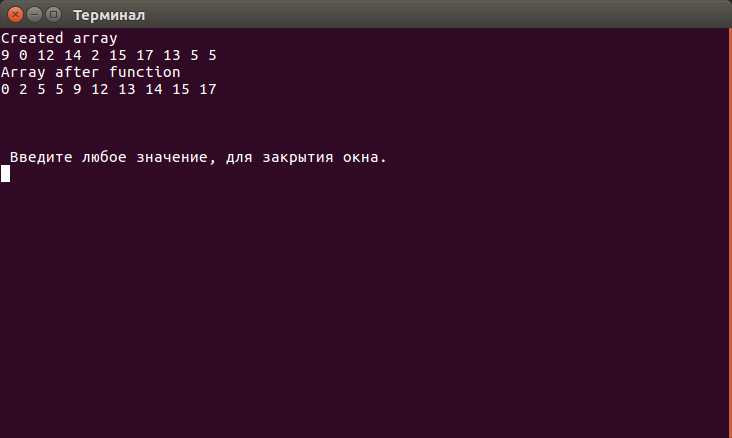 Терминал
Created array
9 0 12 14 2 15 17 13 5 5
Array after function
0 2 5 5 9 12 13 14 15 17
Введите любое значение, для закрытия окна.